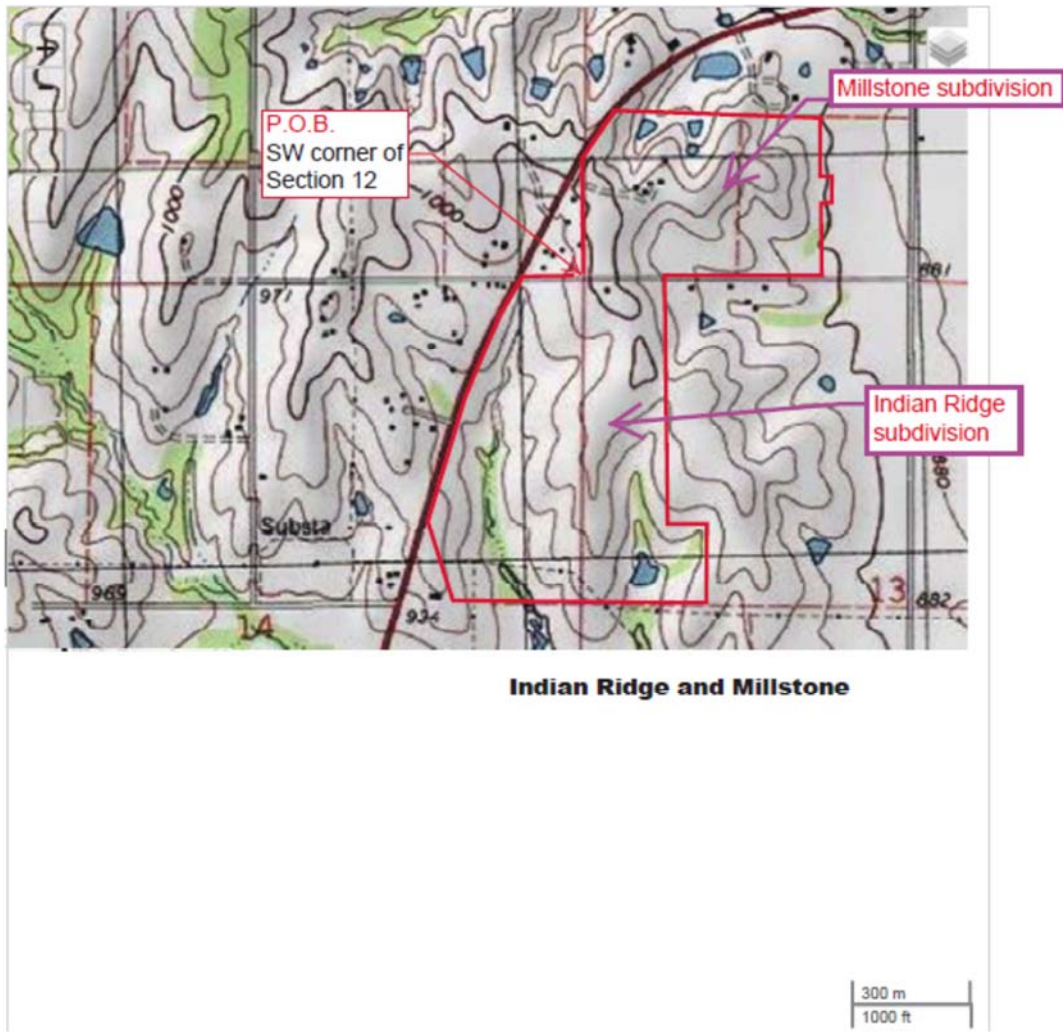 Millstone subdivision
P.O.B.
SW corner of
Section 12
1000
1000
881
971
Indian Ridge
subdivision
880
Substa
969
934
14
13
882
Indian Ridge and Millstone
300 m
1000 ft